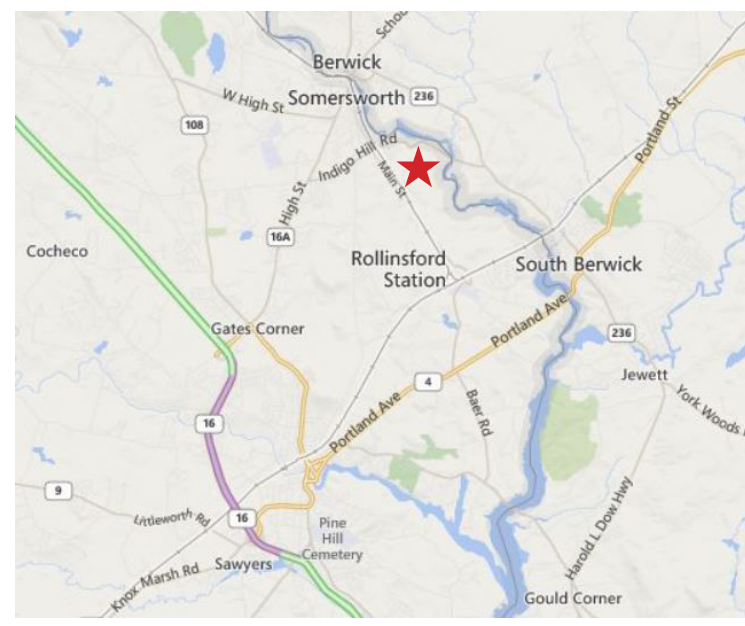 Schoo
Berwick
Somersworth
236
W High St
108
Indigo Hill Rd
Main St
Portland St
High St
16A
Cocheco
Rollinsford
Station
South Berwick
Gates Corner
Portland Ave
236
4
Jewett
Baer Rd
York Woods
Portland Ave
16
9
Littleworth Rd
16
Pine
Hill
Cemetery
Harold L Dow Hwy
Sawyers
Knox Marsh Rd
Gould Corner